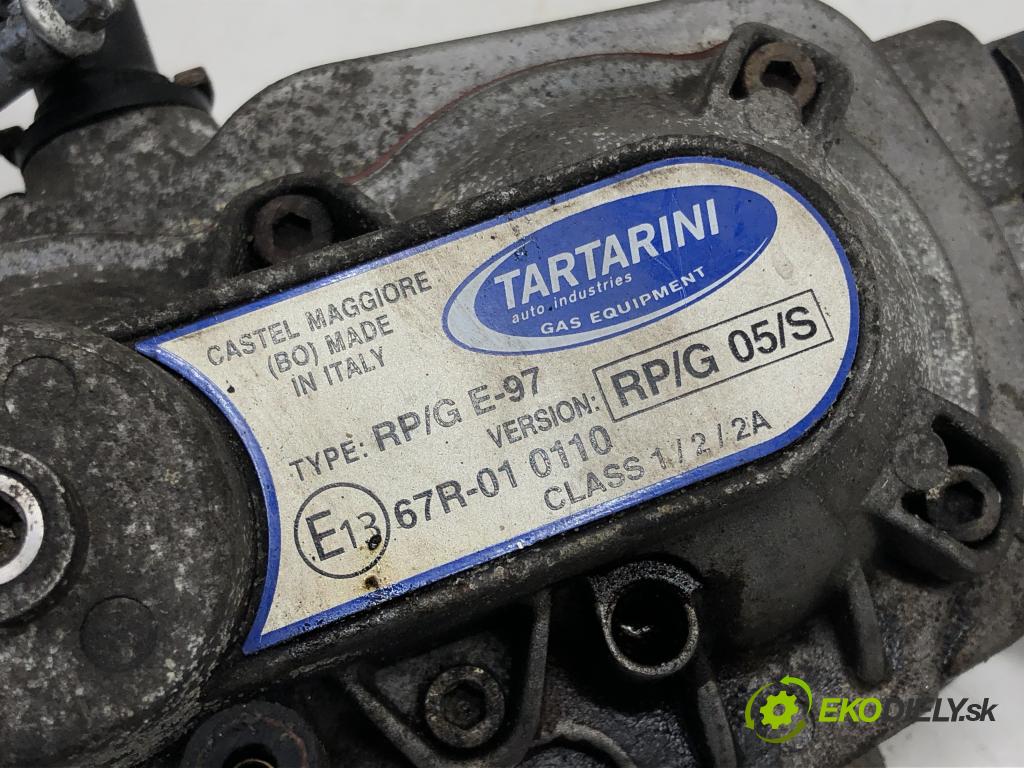 TARTARINI
auto industries
GAS EQUIPMENT
CASTEL MAGGIORE
(BO) MADE
IN ITALY
TYPE: RP/G E-97
VERSION: RP/G 05/S
E13 67R-01 0110
CLASS 1 / 2 / 2A
EKODIELY.sk